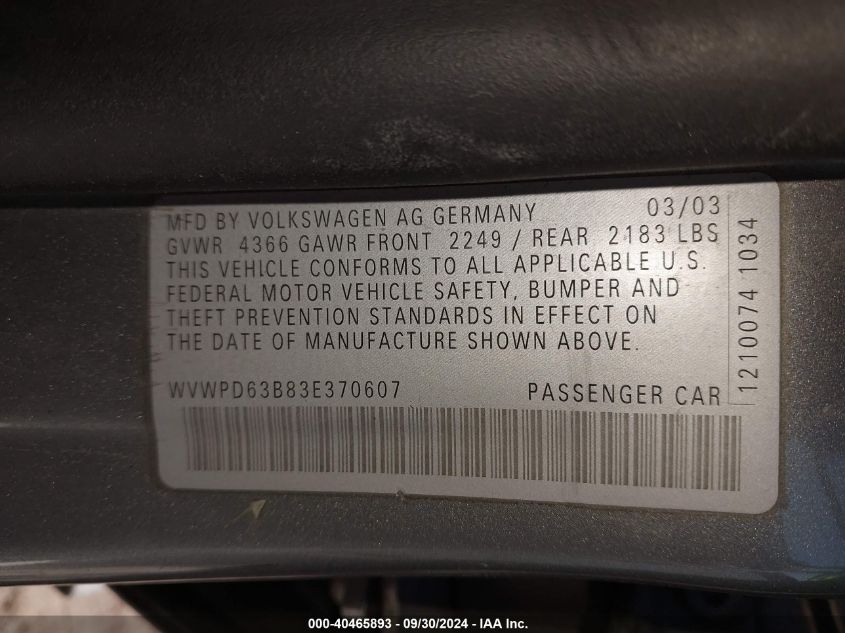 MFD BY VOLKSWAGEN AG GERMANY 03/03
GVWR 4366 GAWR FRONT 2249 / REAR 2183 LBS
THIS VEHICLE CONFORMS TO ALL APPLICABLE U.S.
FEDERAL MOTOR VEHICLE SAFETY, BUMPER AND
THEFT PREVENTION STANDARDS IN EFFECT ON
THE DATE OF MANUFACTURE SHOWN ABOVE.
WVWPD63B83E370607 PASSENGER CAR
1210074 1034
000-40465893 - 09/30/2024 - IAA Inc.